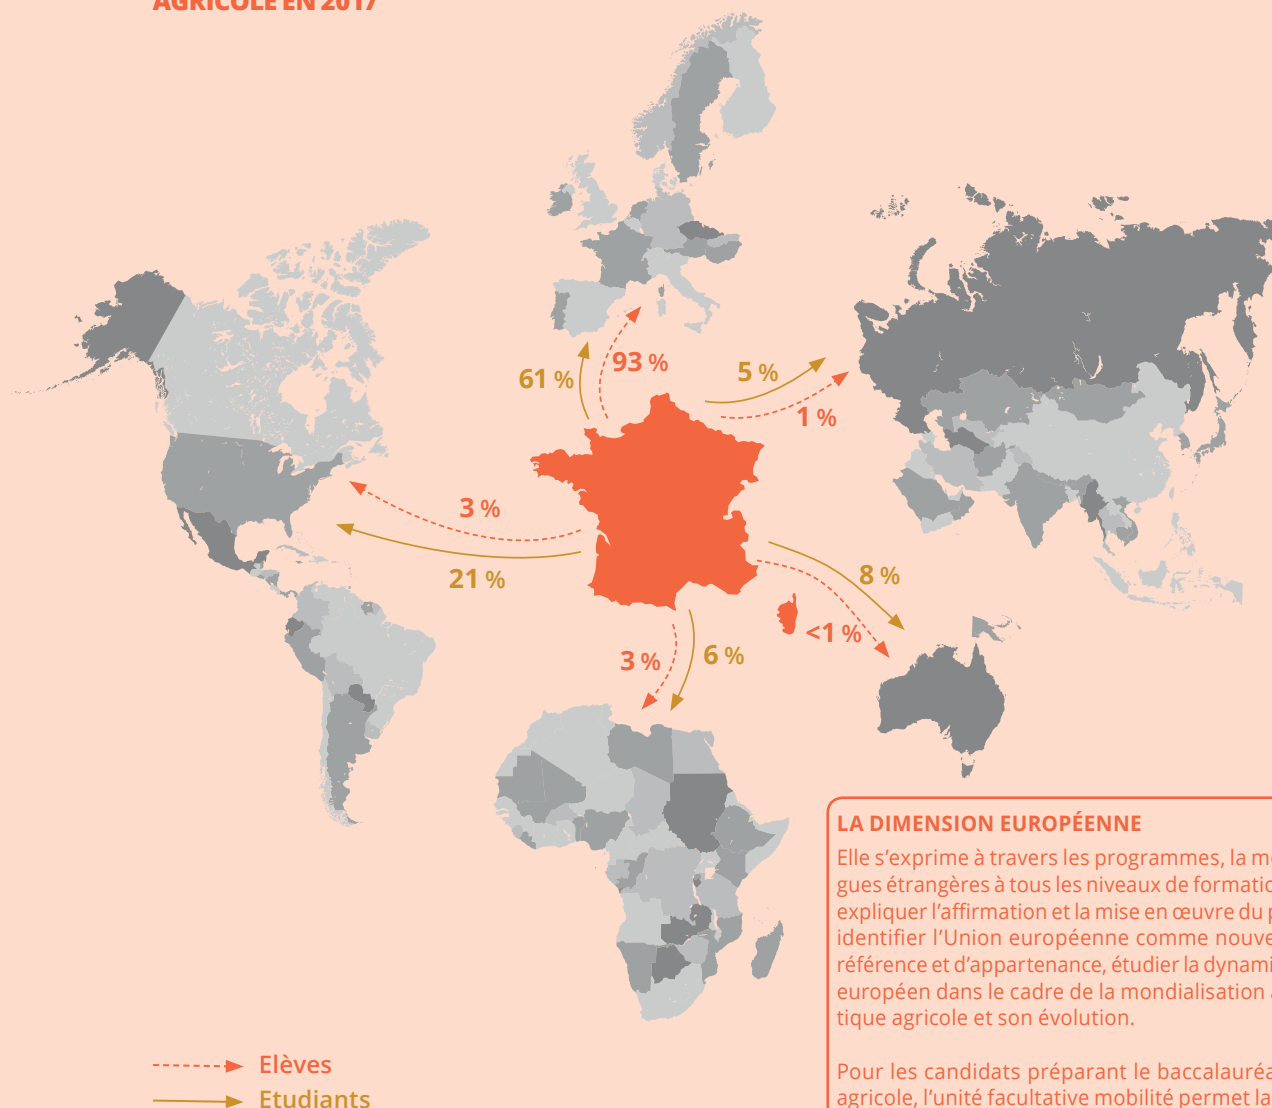 AGRICOLE EN 2017
93 %
61 %
5 %
1 %
3 %
21 %
8 %
<1 %
3 %
6 %
LA DIMENSION EUROPÉENNE
Elle s’exprime à travers les programmes, la
gues étrangères à tous les niveaux de
expliquer l’affirmation et la mise en œuvre du
identifier l’Union européenne comme
référence et d’appartenance, étudier la
européen dans le cadre de la mondialisation
tique agricole et son évolution.
Pour les candidats préparant le
agricole, l’unité facultative mobilité permet la
Elèves
Etudiants